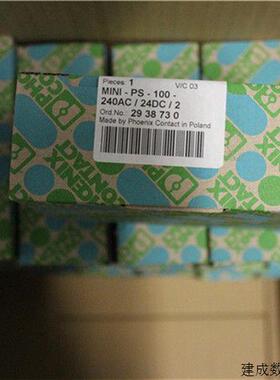 Pieces: 1
V/C 03
MINI - PS - 100 -
240AC / 24DC / 2
Ord.No.: 29 38 73 0
Made by Phoenix Contact in Poland
PHOENIX
CONTACT
建成数